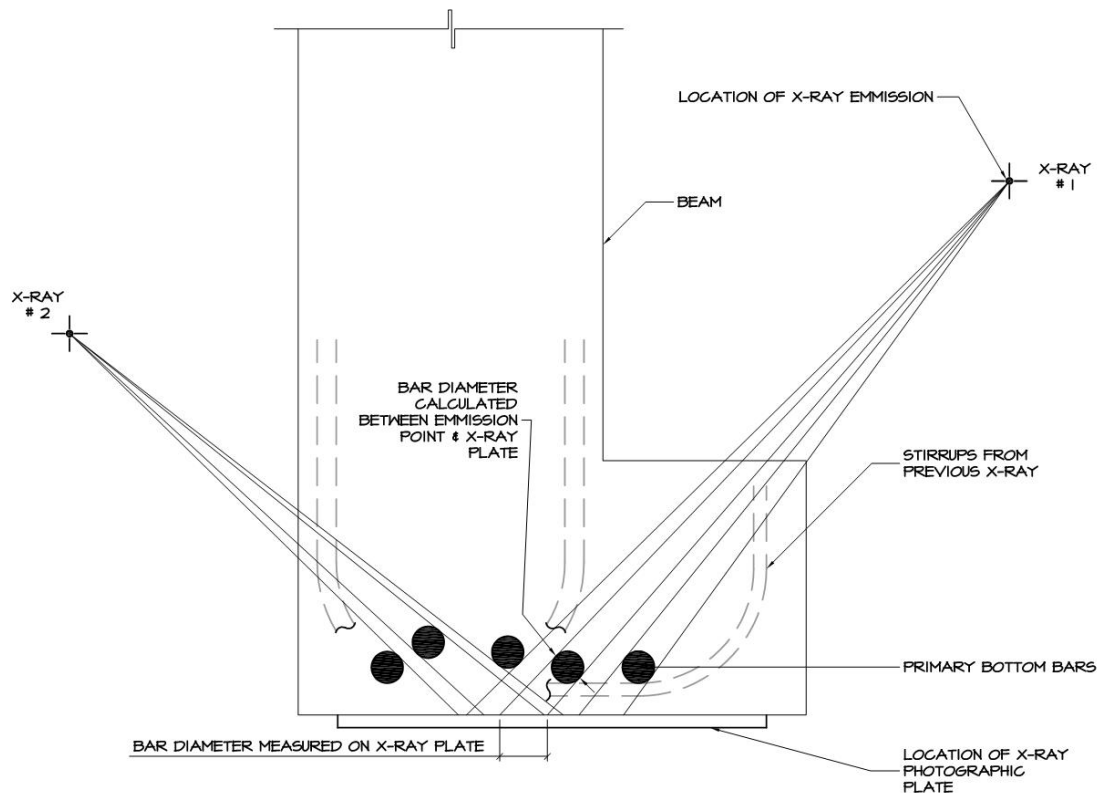 LOCATION OF X-RAY EMMISSION
X-RAY
# 1
BEAM
X-RAY
# 2
BAR DIAMETER
CALCULATED
BETWEEN EMMISSION
POINT & X-RAY
PLATE
STIRRUPS FROM
PREVIOUS X-RAY
PRIMARY BOTTOM BARS
BAR DIAMETER MEASURED ON X-RAY PLATE
LOCATION OF X-RAY
PHOTOGRAPHIC
PLATE